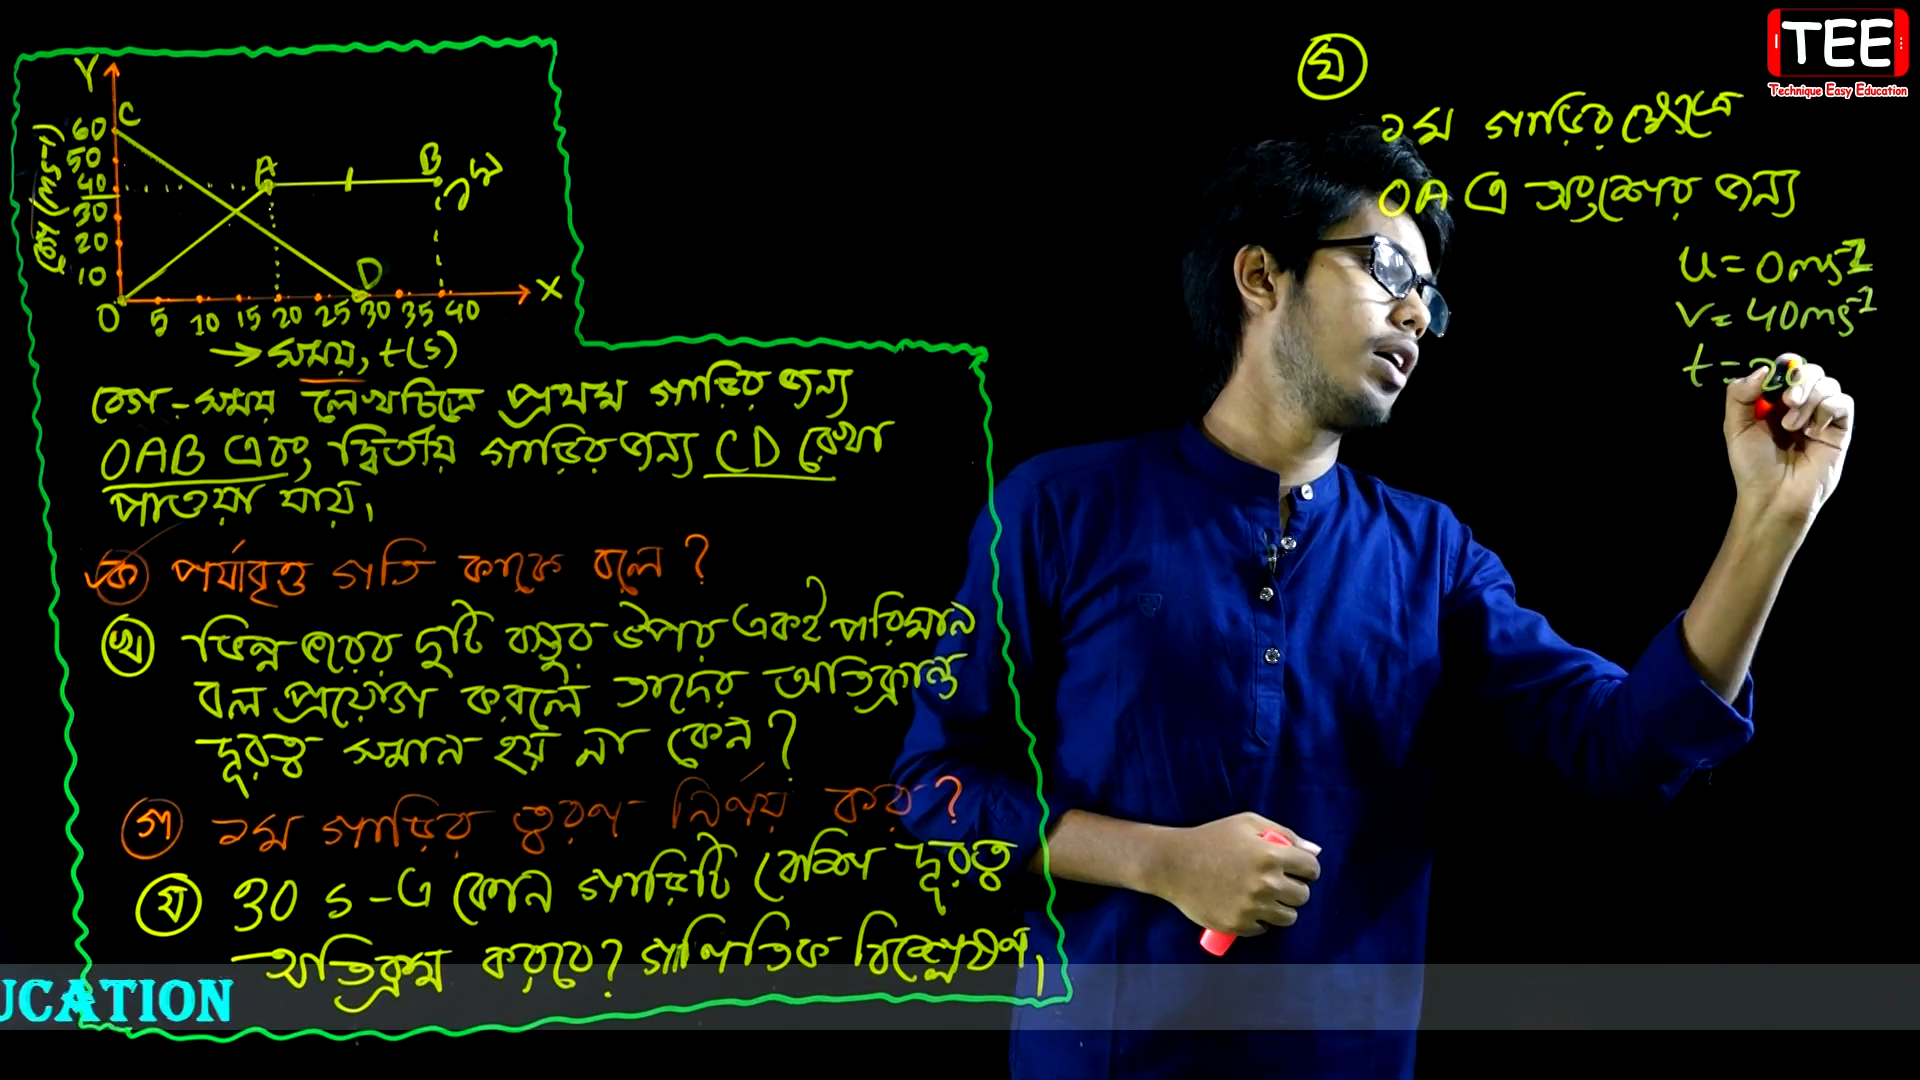 Y
C
60
50
40
30
20
10
বেগ (ms⁻¹)
A
B
D
X
O 5 10 15 20 25 30 35 40
→ সময়, t(s)
বেগ-সময় লেখচিত্রে প্রথম গাড়ির জন্য
OAB এবং দ্বিতীয় গাড়ির জন্য CD রেখা
পাওয়া যায়।
ক পর্যাবৃত্ত গতি কাকে বলে?
খ ভিন্ন ভরের দুটি বস্তুর উপর একই পরিমান
বল প্রয়োগ করলে তাদের অতিক্রান্ত
দূরত্ব সমান হয় না কেন?
গ ১ম গাড়ির ত্বরণ নির্ণয় কর?
ঘ 30 s-এ কোন গাড়িটি বেশি দূরত্ব
অতিক্রম করবে? গাণিতিক বিশ্লেষণ।
ঘ
১ম গাড়ির ক্ষেত্রে
OA এ অংশের জন্য
u = 0ms⁻¹
v = 40ms⁻¹
t = 20
TEE
Technique Easy Education
UCATION